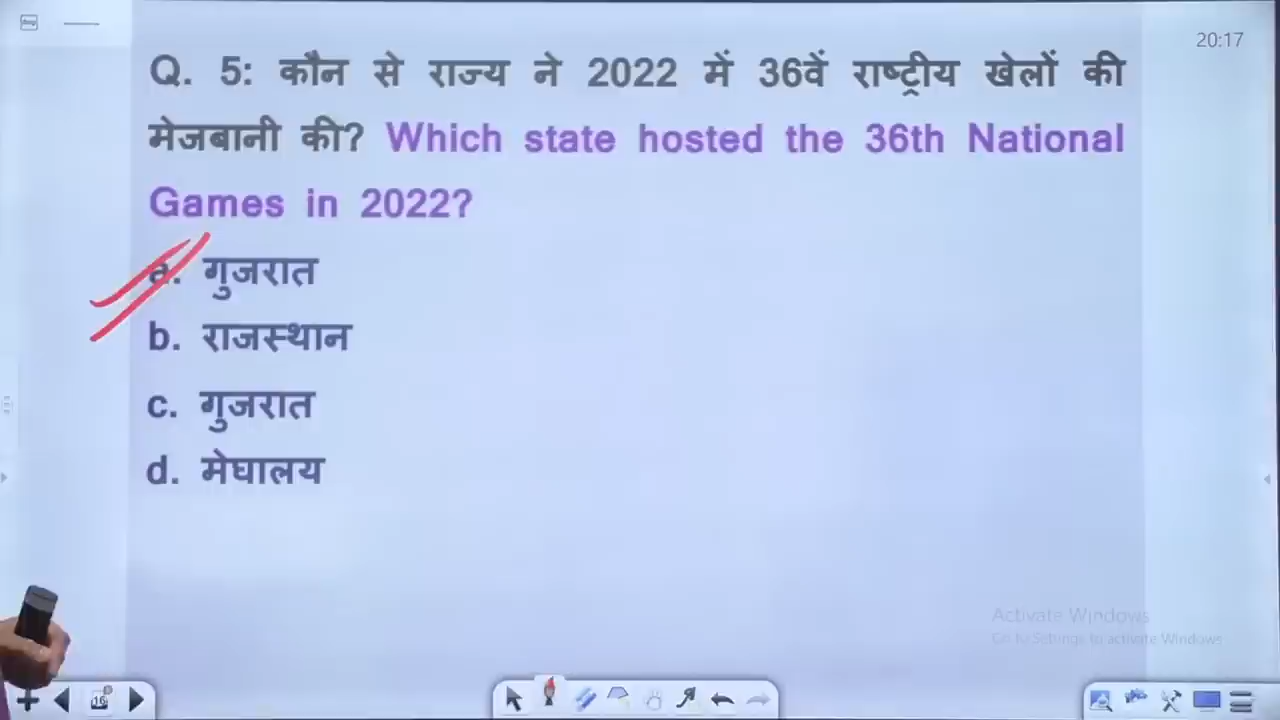 20:17
Q. 5: कौन से राज्य ने 2022 में 36वें राष्ट्रीय खेलों की
मेजबानी की? Which state hosted the 36th National
Games in 2022?
a. गुजरात
b. राजस्थान
c. गुजरात
d. मेघालय
Activate Windows
Go to Settings to activate Windows
16